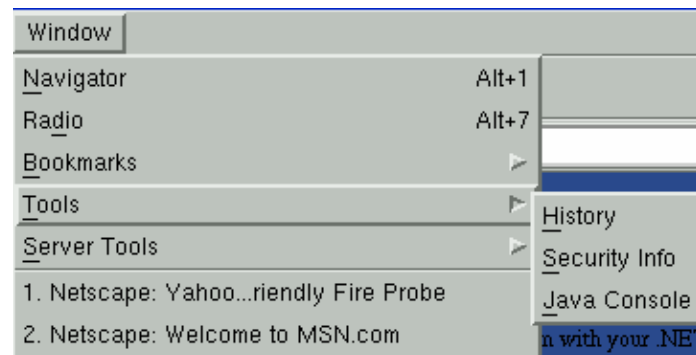 Window
Navigator Alt+1
Radio Alt+7
Bookmarks
Tools
Server Tools
1. Netscape: Yahoo...riendly Fire Probe
2. Netscape: Welcome to MSN.com
History
Security Info
Java Console
with your .NE